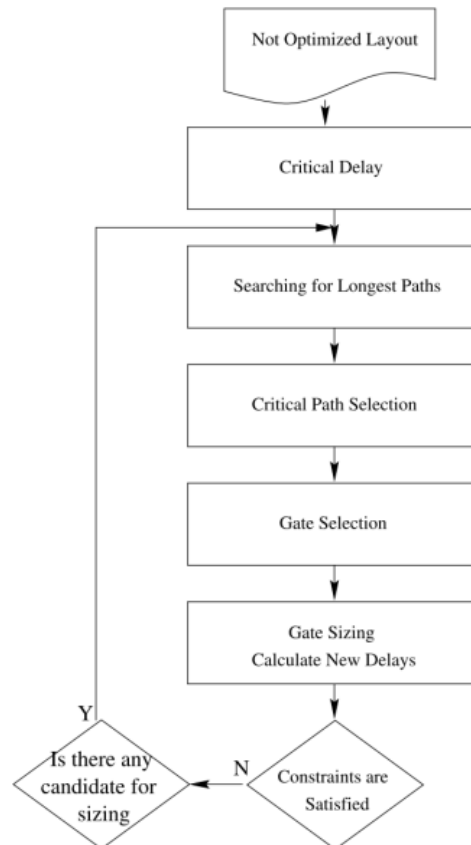 Not Optimized Layout
Critical Delay
Searching for Longest Paths
Critical Path Selection
Gate Selection
Gate Sizing
Calculate New Delays
Y
Is there any
candidate for
sizing
N
Constraints are
Satisfied